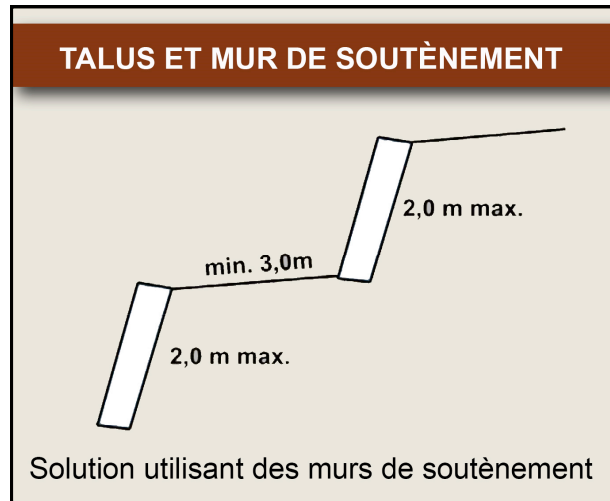 TALUS ET MUR DE SOUTÈNEMENT
2,0 m max.
min. 3,0m
2,0 m max.
Solution utilisant des murs de soutènement